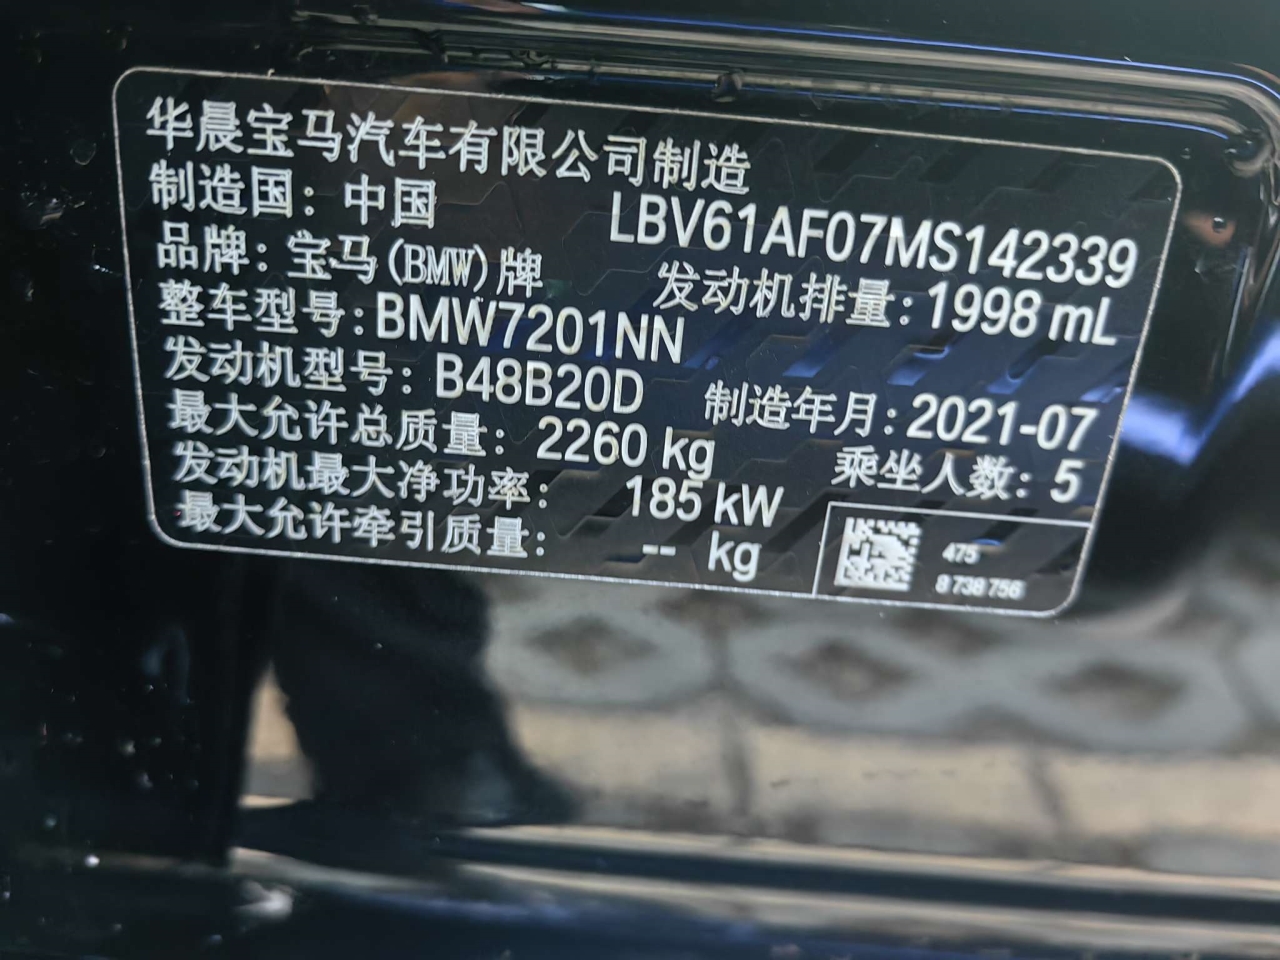 华晨宝马汽车有限公司制造
制造国：中国 LBV61AF07MS142339
品牌：宝马(BMW)牌 发动机排量：1998 mL
整车型号：BMW7201NN
发动机型号：B48B20D 制造年月：2021-07
最大允许总质量：2260 kg 乘坐人数：5
发动机最大净功率：185 kW
最大允许牵引质量：-- kg
475
8 738 756